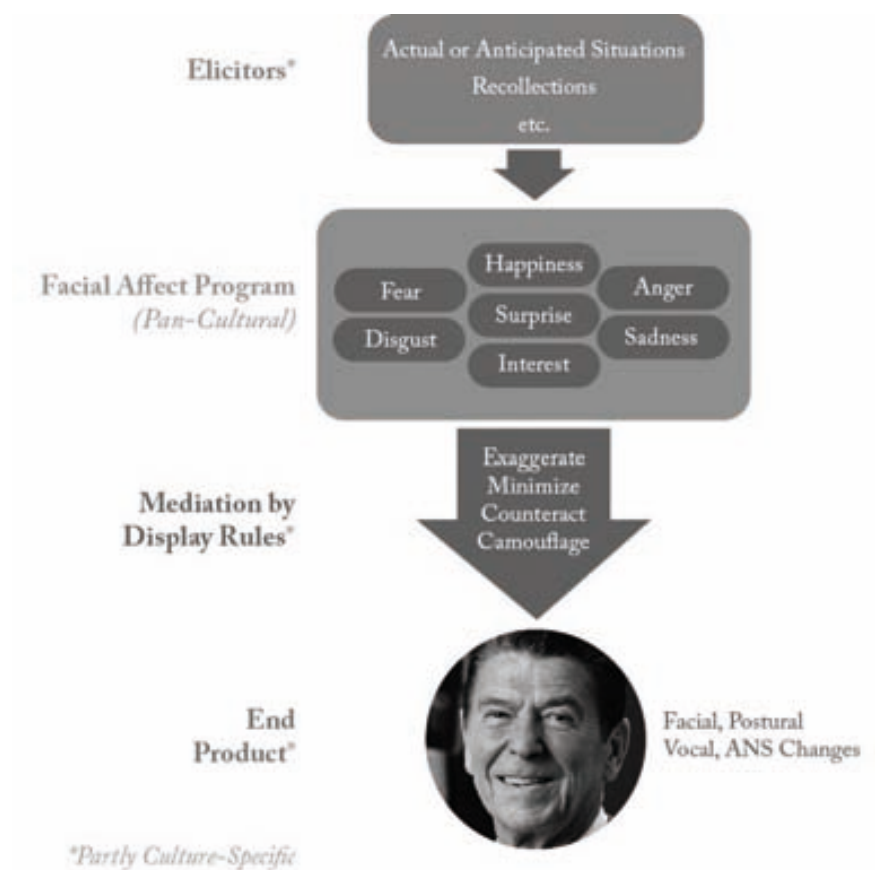 Elicitors*
Actual or Anticipated Situations
Recollections
etc.
Facial Affect Program
(Pan-Cultural)
Happiness
Fear
Anger
Surprise
Disgust
Sadness
Interest
Mediation by
Display Rules*
Exaggerate
Minimize
Counteract
Camouflage
End
Product*
Facial, Postural
Vocal, ANS Changes
*Partly Culture-Specific